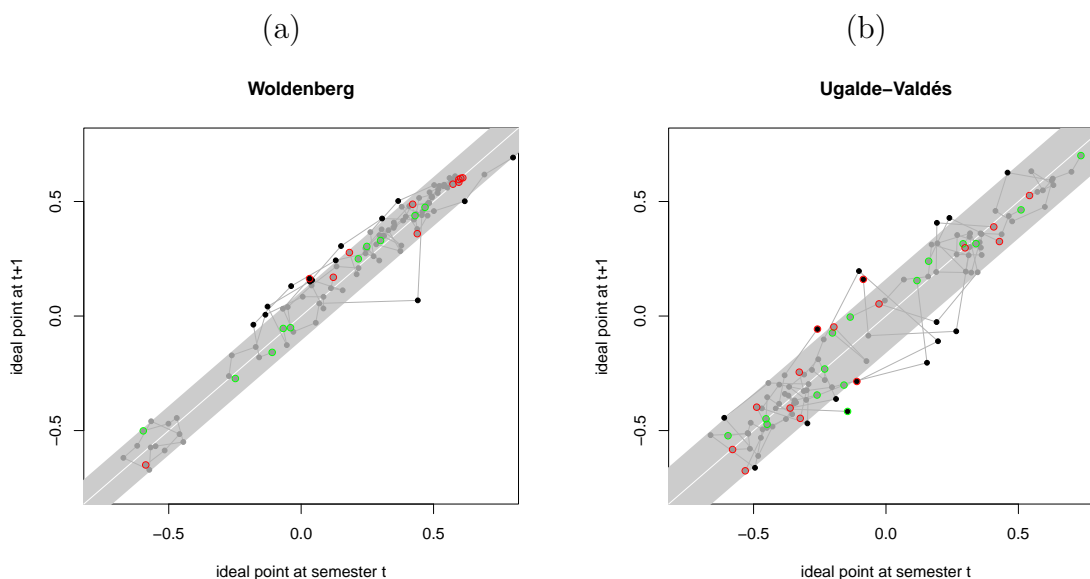 (a)
Woldenberg
ideal point at t+1
0.5
0.0
−0.5
−0.5
0.0
0.5
ideal point at semester t
(b)
Ugalde−Valdés
ideal point at t+1
0.5
0.0
−0.5
−0.5
0.0
0.5
ideal point at semester t